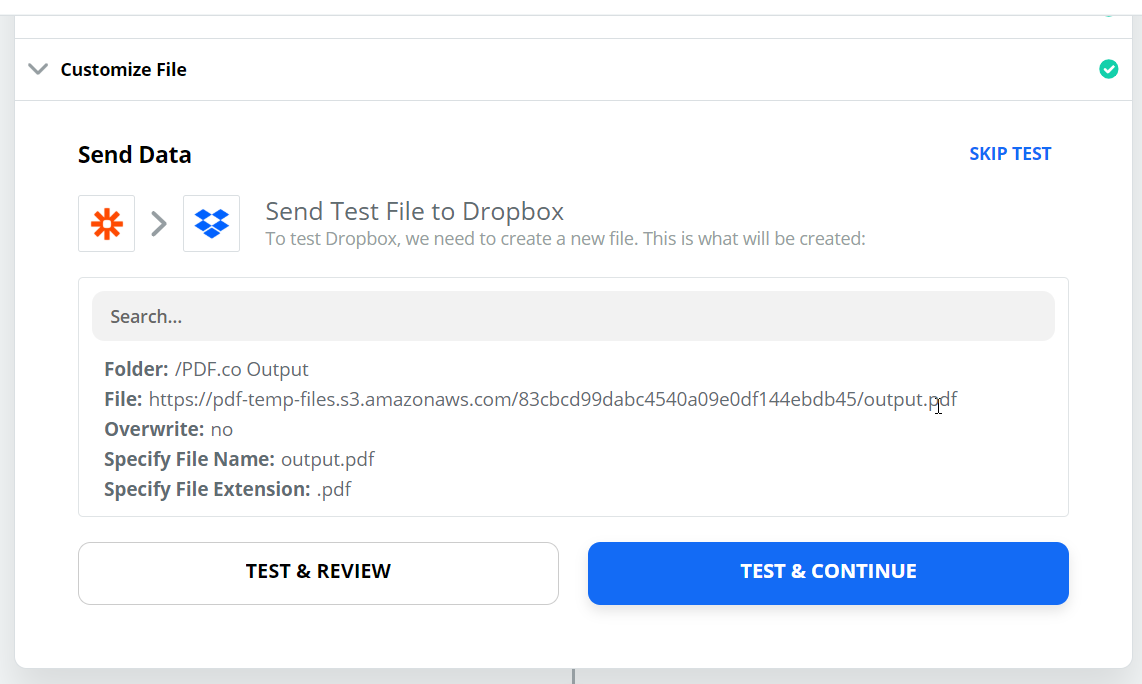 Customize File
Send Data
SKIP TEST
Send Test File to Dropbox
To test Dropbox, we need to create a new file. This is what will be created:
Search...
Folder: /PDF.co Output
File: https://pdf-temp-files.s3.amazonaws.com/83cbcd99dabc4540a09e0df144ebdb45/output.pdf
Overwrite: no
Specify File Name: output.pdf
Specify File Extension: .pdf
TEST & REVIEW
TEST & CONTINUE